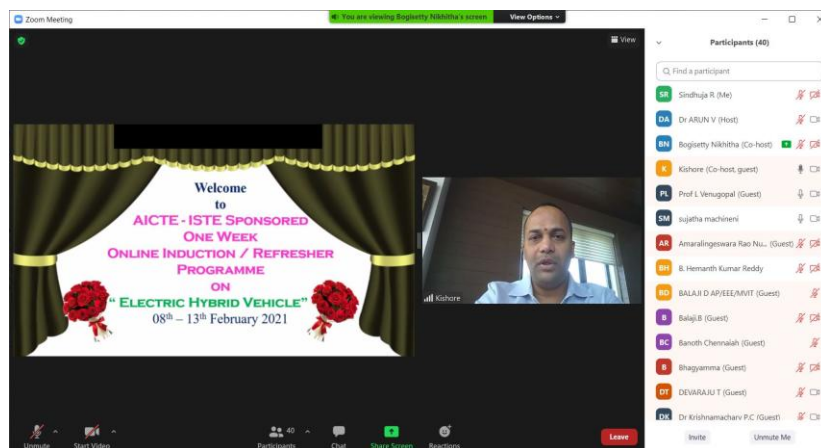 Zoom Meeting
You are viewing Bogisetty Nikhitha's screen
View Options
View
Welcome
to
AICTE - ISTE SPONSORED
ONE WEEK
ONLINE INDUCTION / REFRESHER
PROGRAMME
ON
“ ELECTRIC HYBRID VEHICLE”
08th – 13th February 2021
Kishore
Participants (40)
Find a participant
SR Sindhuja R (Me)
DA Dr ARUN V (Host)
BN Bogisetty Nikhitha (Co-host)
K Kishore (Co-host, guest)
PL Prof L Venugopal (Guest)
SM sujatha machineni
AR Amaralingeswara Rao Nu... (Guest)
BH B. Hemanth Kumar Reddy
BD BALAJI D AP/EEE/MVIT (Guest)
B Balaji.B (Guest)
BC Banoth Chennaiah (Guest)
B Bhagyamma (Guest)
DT DEVARAJU T (Guest)
DK Dr Krishnamachary P.C (Guest)
Invite
Unmute Me
Unmute
Start Video
Participants
40
Chat
Share Screen
Reactions
Leave